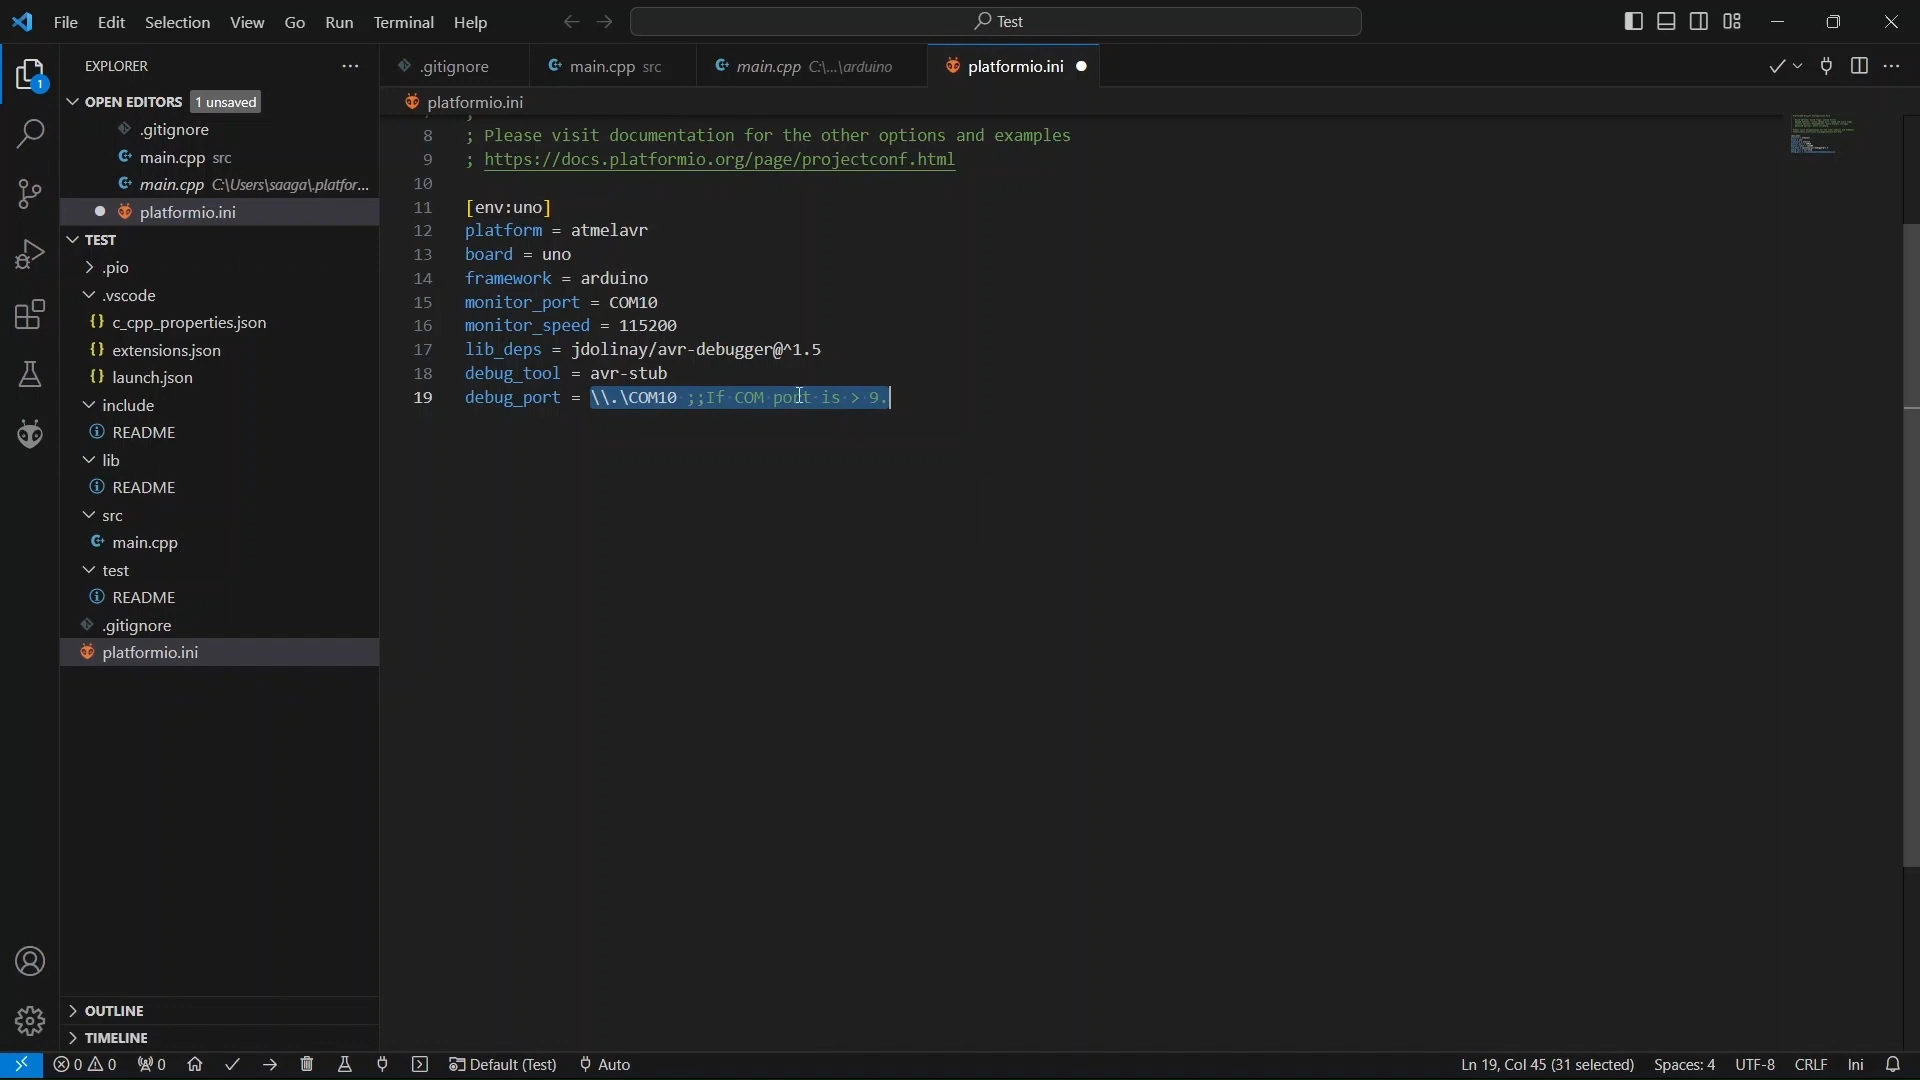 File Edit Selection View Go Run Terminal Help
Test
EXPLORER
1
OPEN EDITORS 1 unsaved
.gitignore
main.cpp src
main.cpp C:\Users\saaga\.platfor...
platformio.ini
TEST
.pio
.vscode
c_cpp_properties.json
extensions.json
launch.json
include
README
lib
README
src
main.cpp
test
README
.gitignore
platformio.ini
OUTLINE
TIMELINE
.gitignore main.cpp src main.cpp C:\...\arduino platformio.ini
platformio.ini
8 ; Please visit documentation for the other options and examples
9 ; https://docs.platformio.org/page/projectconf.html
10
11 [env:uno]
12 platform = atmelavr
13 board = uno
14 framework = arduino
15 monitor_port = COM10
16 monitor_speed = 115200
17 lib_deps = jdolinay/avr-debugger@^1.5
18 debug_tool = avr-stub
19 debug_port = \\.\COM10 ;;If COM port is > 9.
0 0 0 Default (Test) Auto Ln 19, Col 45 (31 selected) Spaces: 4 UTF-8 CRLF Ini